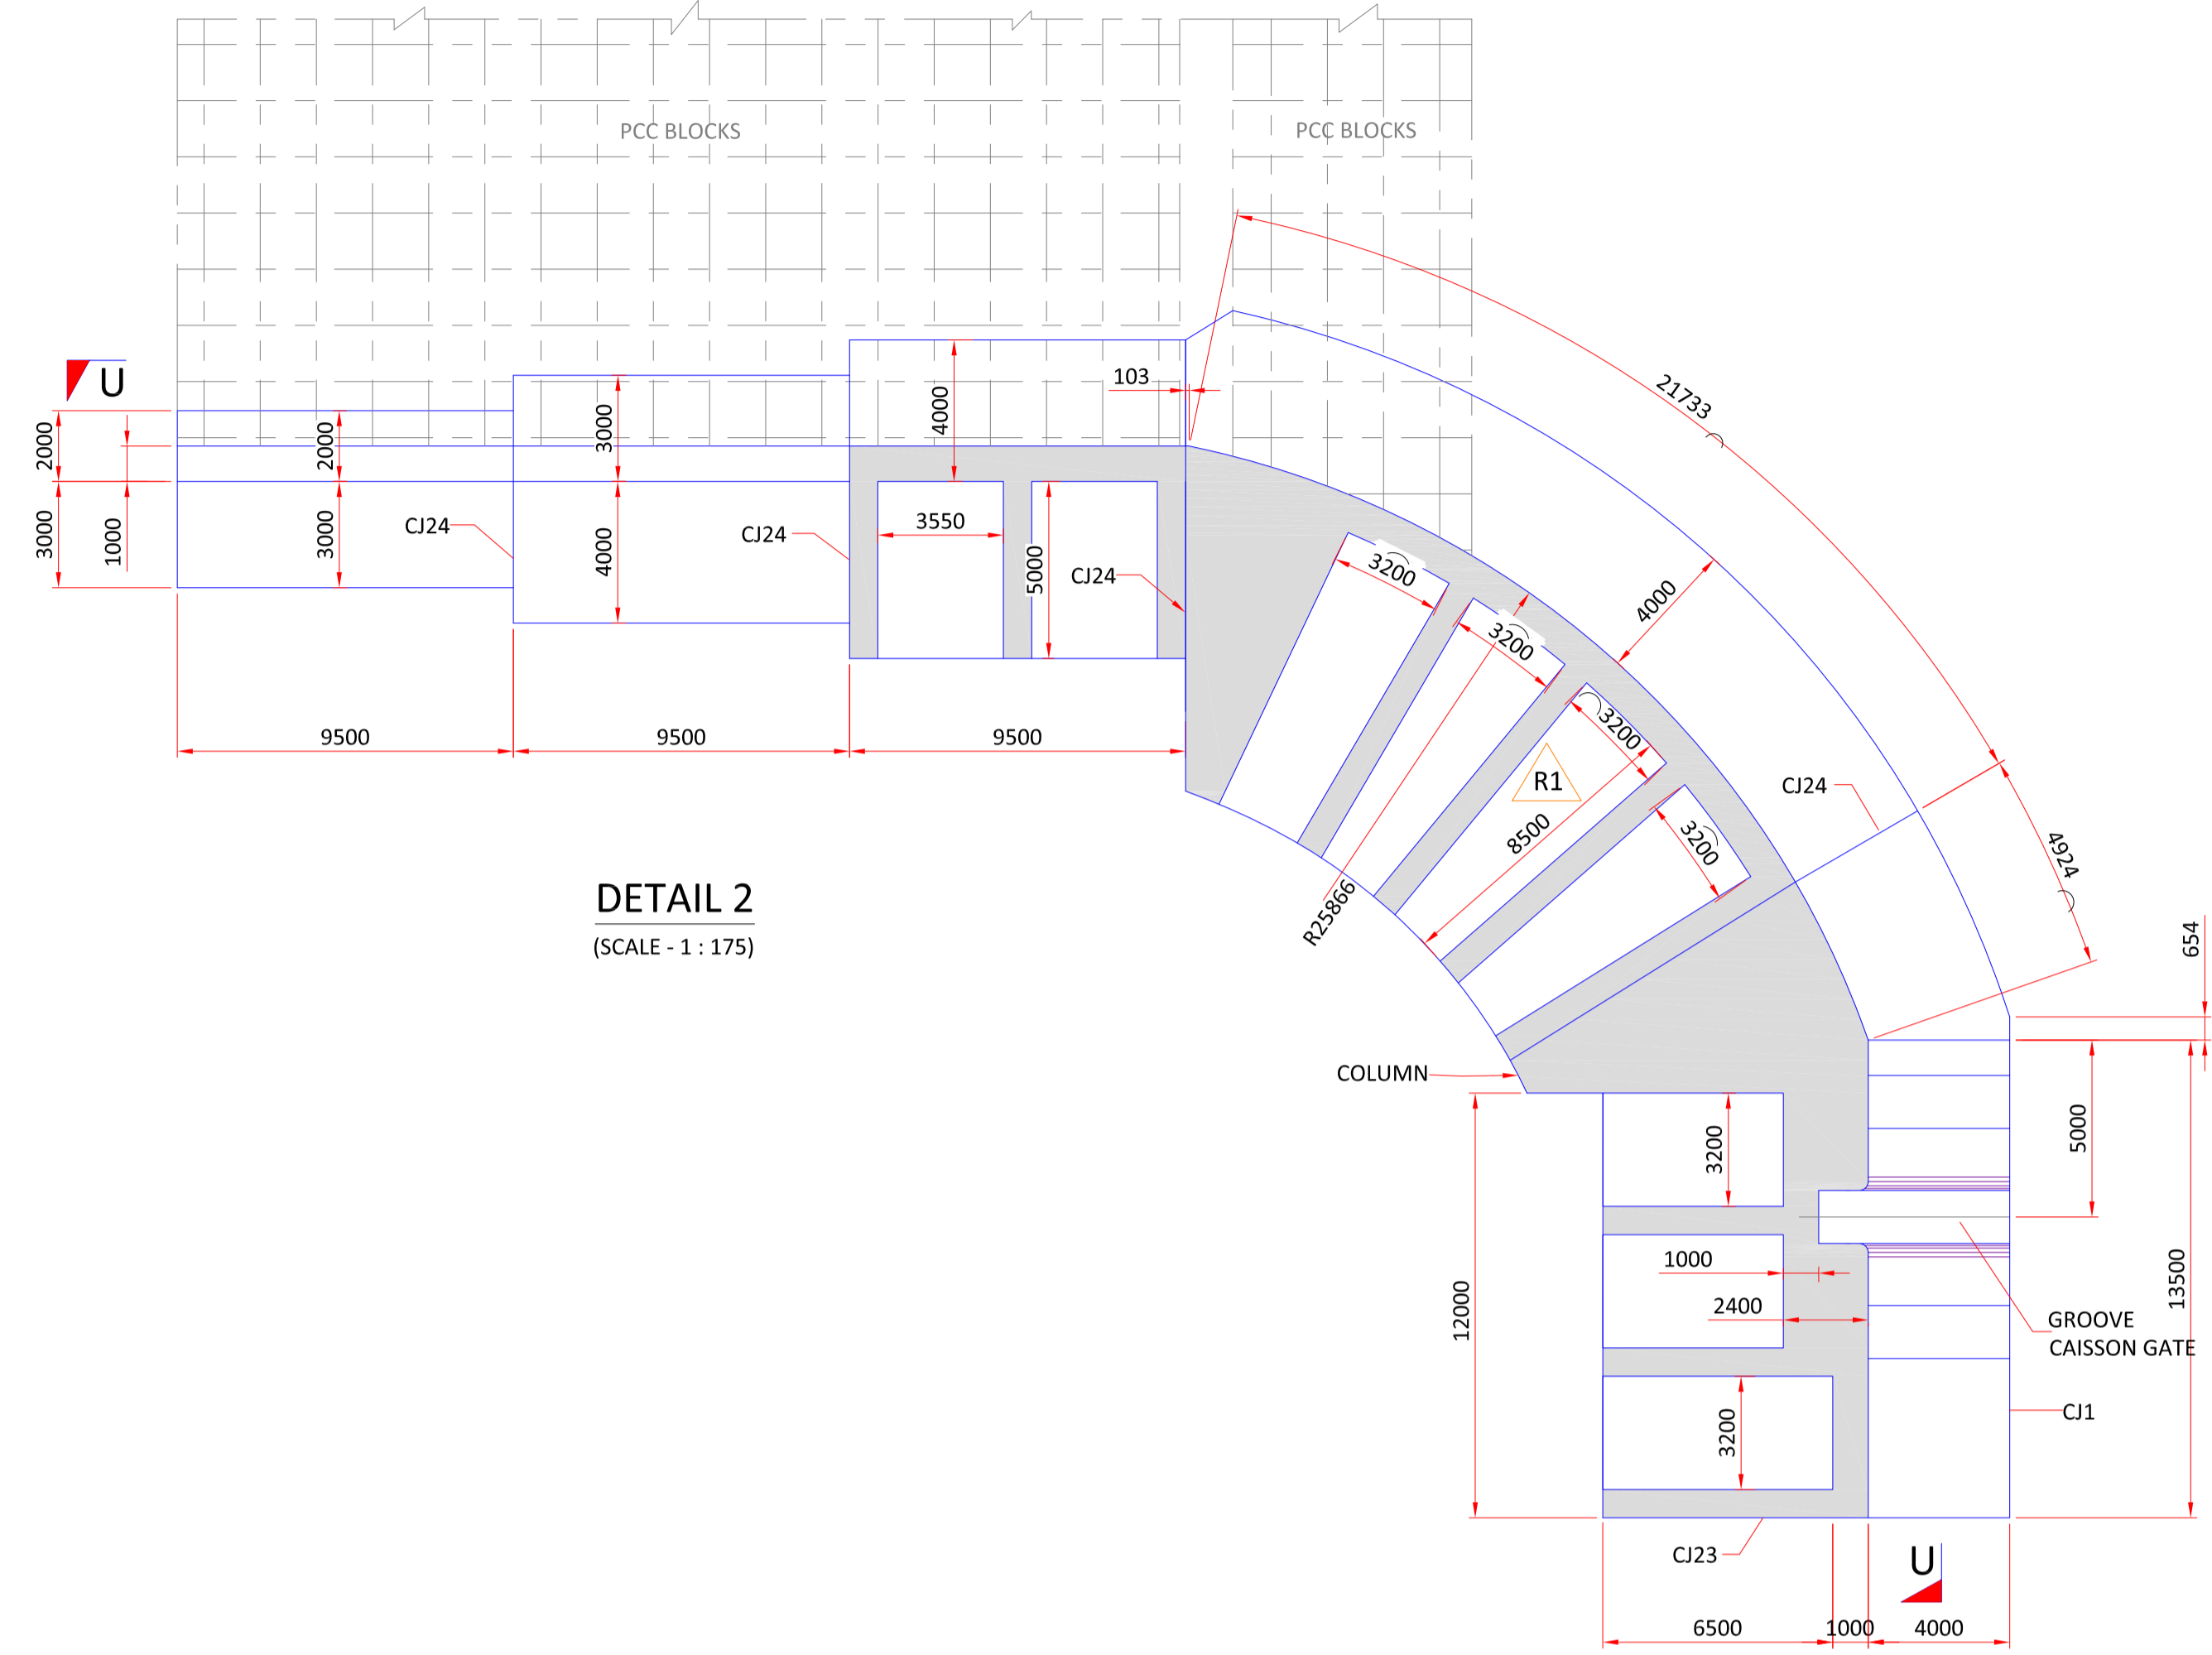 PCC BLOCKS
PCC BLOCKS
U
103
21733
2000
2000
3000
4000
3000
1000
3000
4000
CJ24
CJ24
3550
5000
CJ24
3200
3200
3200
3200
4000
R1
8500
R25866
CJ24
4924
654
9500
9500
9500
DETAIL 2
(SCALE - 1 : 175)
COLUMN
3200
5000
12000
1000
2400
13500
GROOVE
CAISSON GATE
3200
CJ1
CJ23
U
6500
1000
4000